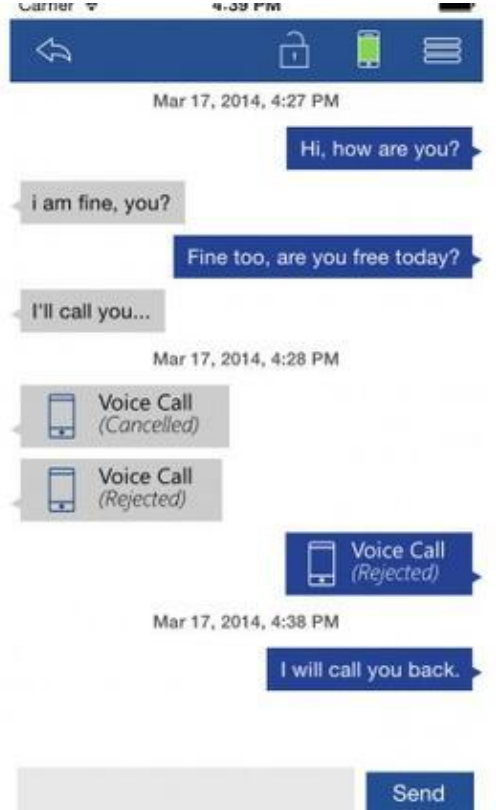 Carrier 4:39 PM
Mar 17, 2014, 4:27 PM
Hi, how are you?
i am fine, you?
Fine too, are you free today?
I'll call you...
Mar 17, 2014, 4:28 PM
Voice Call
(Cancelled)
Voice Call
(Rejected)
Voice Call
(Rejected)
Mar 17, 2014, 4:38 PM
I will call you back.
Send